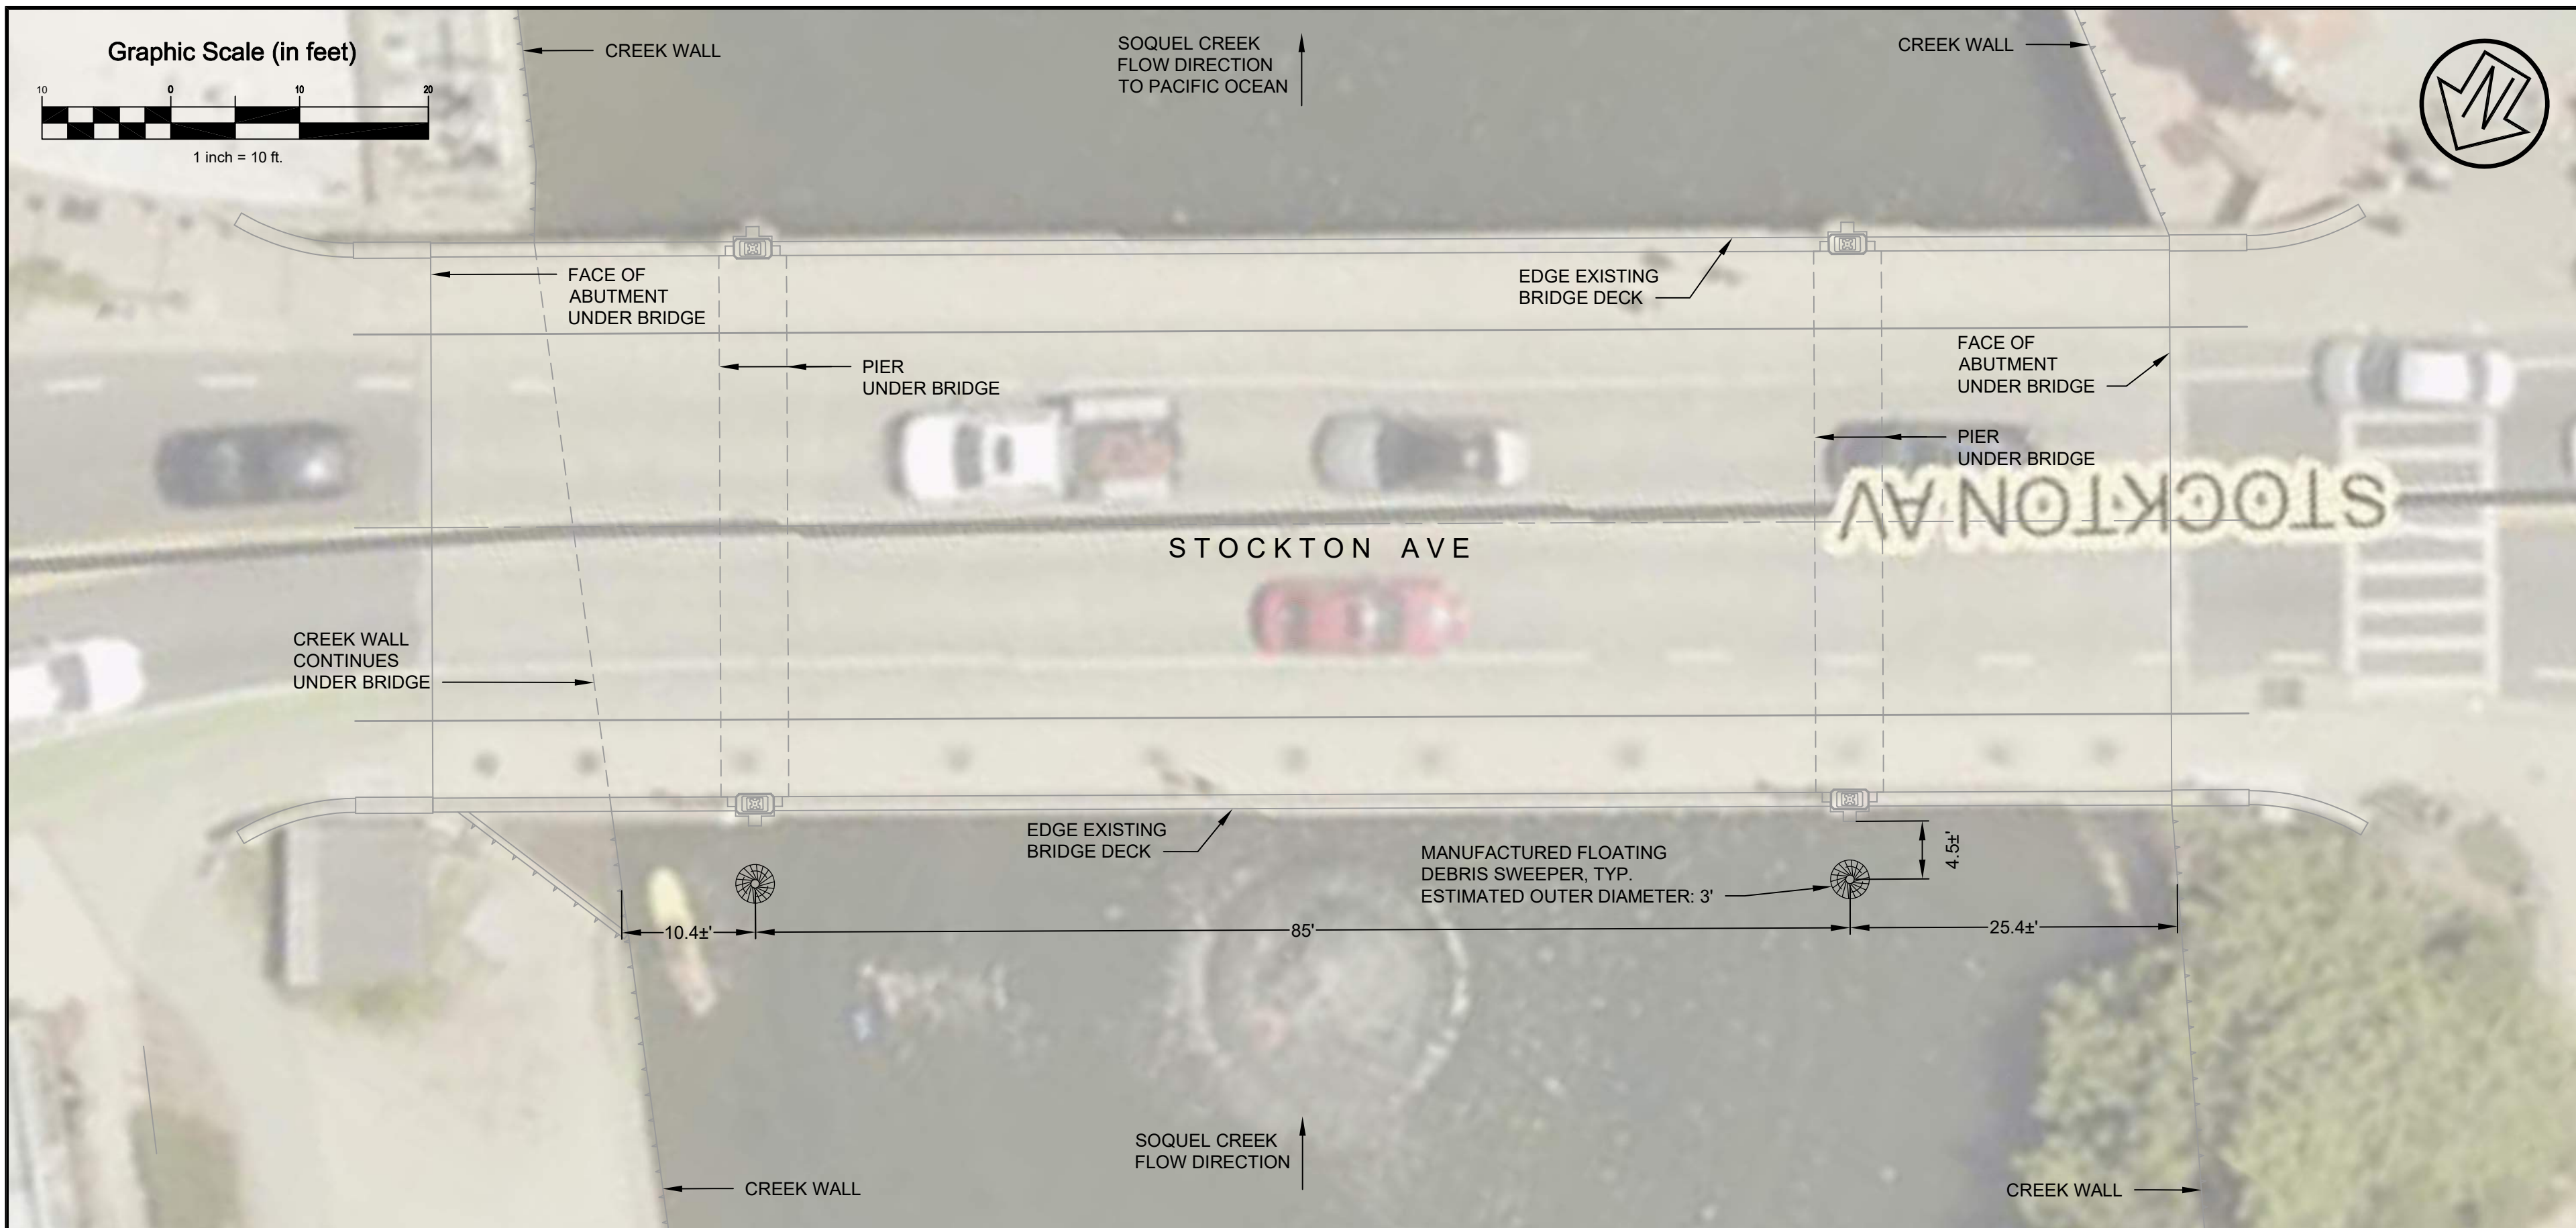 Graphic Scale (in feet)
10 0 10 20
1 inch = 10 ft.
CREEK WALL
SOQUEL CREEK
FLOW DIRECTION
TO PACIFIC OCEAN
CREEK WALL
N
FACE OF
ABUTMENT
UNDER BRIDGE
EDGE EXISTING
BRIDGE DECK
PIER
UNDER BRIDGE
FACE OF
ABUTMENT
UNDER BRIDGE
PIER
UNDER BRIDGE
STOCKTON AV
STOCKTON AVE
CREEK WALL
CONTINUES
UNDER BRIDGE
EDGE EXISTING
BRIDGE DECK
MANUFACTURED FLOATING
DEBRIS SWEEPER, TYP.
ESTIMATED OUTER DIAMETER: 3'
4.5±'
10.4±'
85'
25.4±'
SOQUEL CREEK
FLOW DIRECTION
CREEK WALL
CREEK WALL